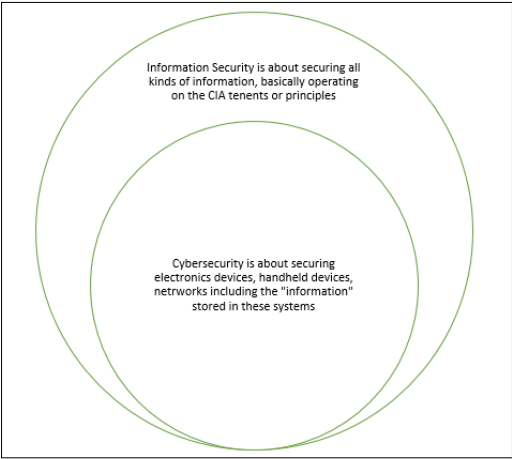 Information Security is about securing all
kinds of information, basically operating
on the CIA tenents or principles
Cybersecurity is about securing
electronics devices, handheld devices,
netrworks including the "information"
stored in these systems